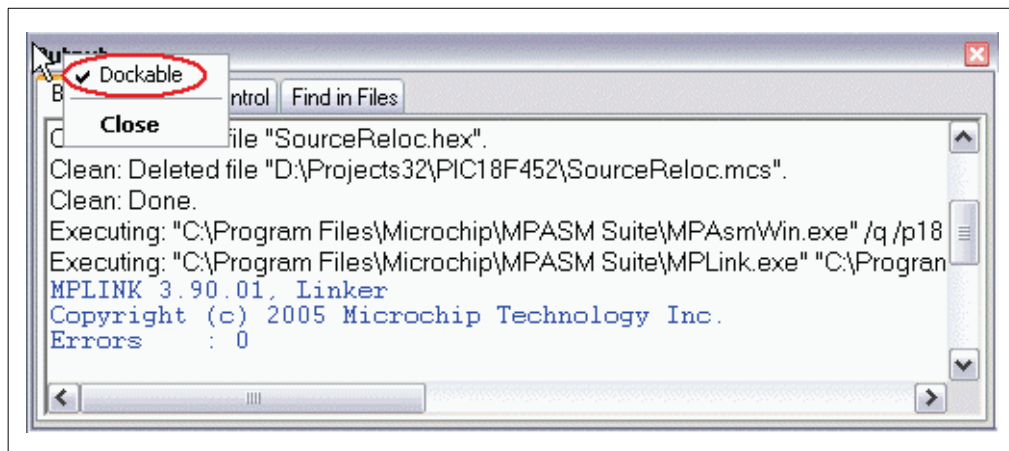 Output
Dockable
Close
B
ntrol
Find in Files
C
file "SourceReloc.hex".
Clean: Deleted file "D:\Projects32\PIC18F452\SourceReloc.mcs".
Clean: Done.
Executing: "C:\Program Files\Microchip\MPASM Suite\MPAsmWin.exe" /q /p18
Executing: "C:\Program Files\Microchip\MPASM Suite\MPLink.exe" "C:\Progran
MPLINK 3.90.01, Linker
Copyright (c) 2005 Microchip Technology Inc.
Errors    : 0